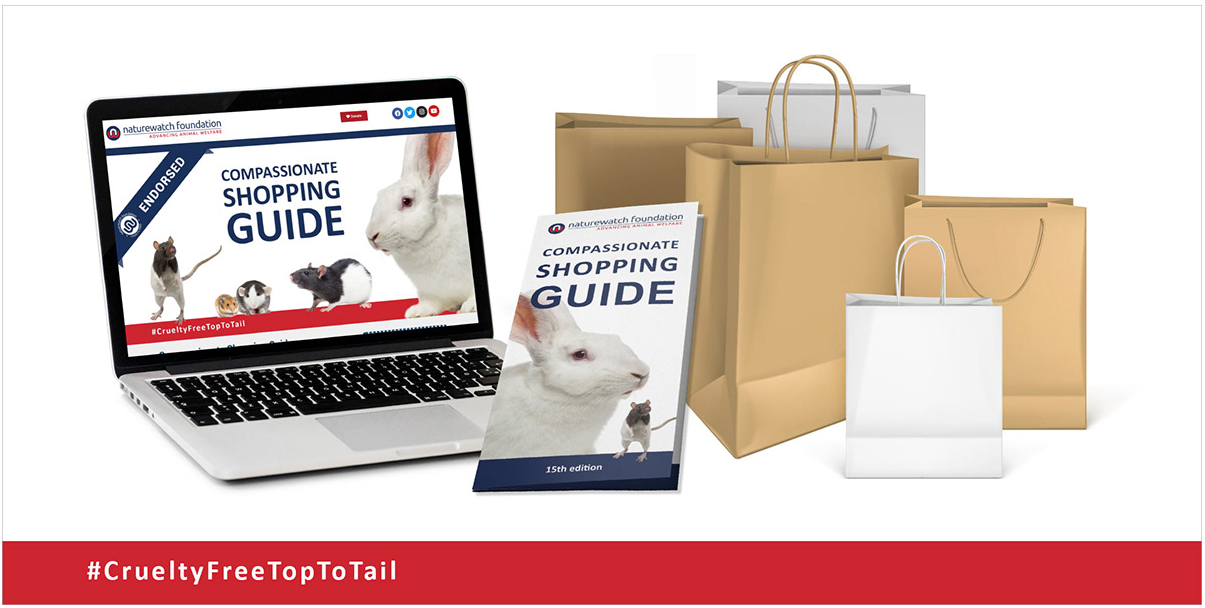 naturewatch foundation
ADVANCING ANIMAL WELFARE
Donate
ENDORSED
COMPASSIONATE
SHOPPING
GUIDE
#CrueltyFreeTopToTail
naturewatch foundation
ADVANCING ANIMAL WELFARE
COMPASSIONATE
SHOPPING
GUIDE
15th edition
#CrueltyFreeTopToTail